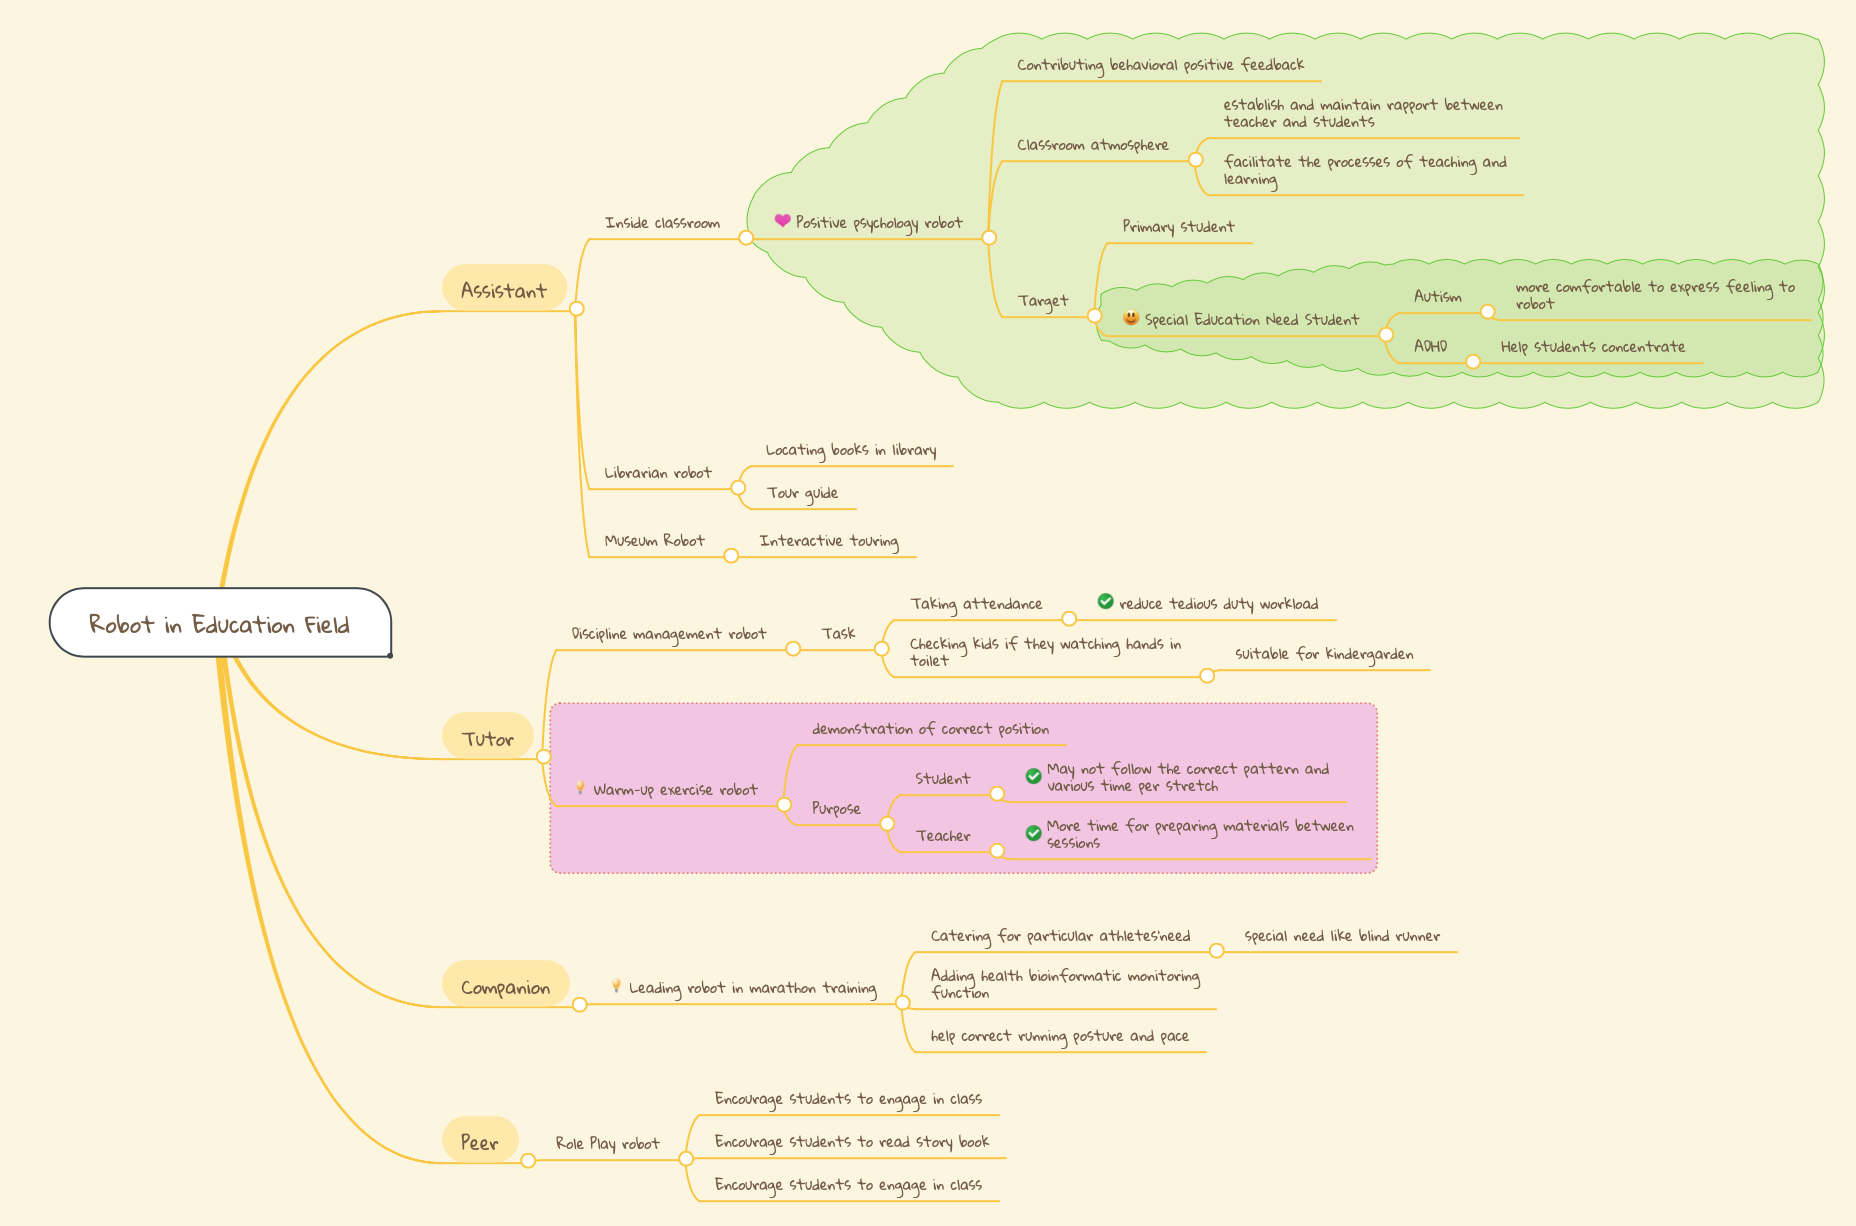 Contributing behavioral positive feedback
establish and maintain rapport between
teacher and students
Classroom atmosphere
facilitate the processes of teaching and
learning
Inside classroom
Positive psychology robot
Primary student
Target
Special Education Need Student
Autism
more comfortable to express feeling to
robot
ADHD
Help students concentrate
Assistant
Librarian robot
Locating books in library
Tour guide
Museum Robot
Interactive touring
Robot in Education Field
Discipline management robot
Task
Taking attendance
reduce tedious duty workload
Checking kids if they watching hands in
toilet
suitable for kindergarden
Tutor
Warm-up exercise robot
demonstration of correct position
Purpose
Student
May not follow the correct pattern and
various time per stretch
Teacher
More time for preparing materials between
sessions
Companion
Leading robot in marathon training
Catering for particular athletes'need
special need like blind runner
Adding health bioinformatic monitoring
function
help correct running posture and pace
Peer
Role Play robot
Encourage students to engage in class
Encourage students to read story book
Encourage students to engage in class